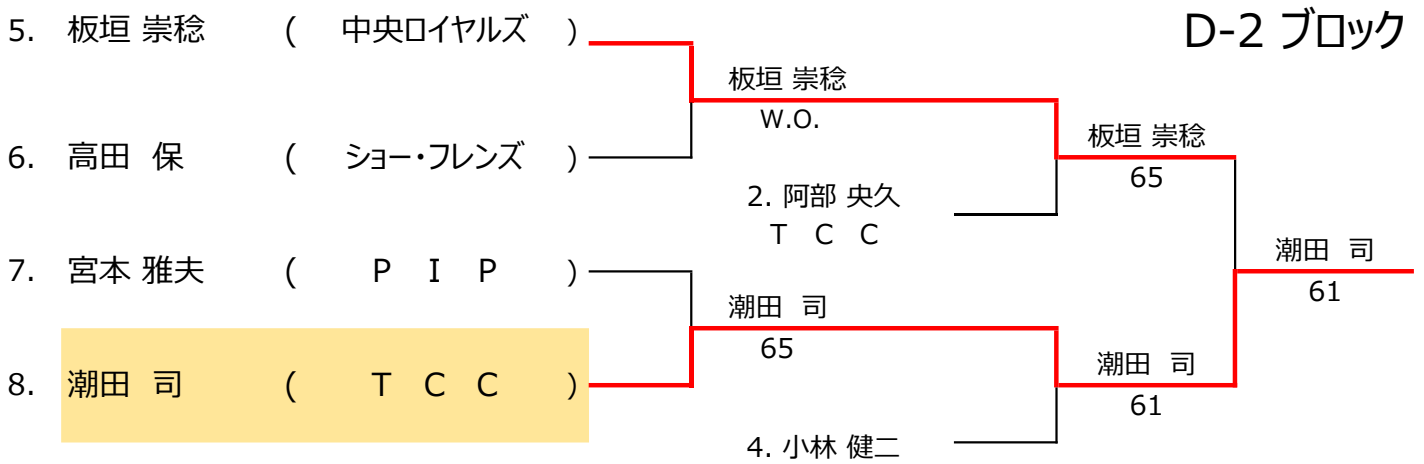 5. 板垣 崇稔 ( 中央ロイヤルズ )
D-2 ブロック
板垣 崇稔
W.O.
板垣 崇稔
65
6. 高田 保 ( ショー・フレンズ )
2. 阿部 央久
T C C
潮田 司
61
7. 宮本 雅夫 ( P I P )
潮田 司
65
潮田 司
61
8. 潮田 司 ( T C C )
4. 小林 健二